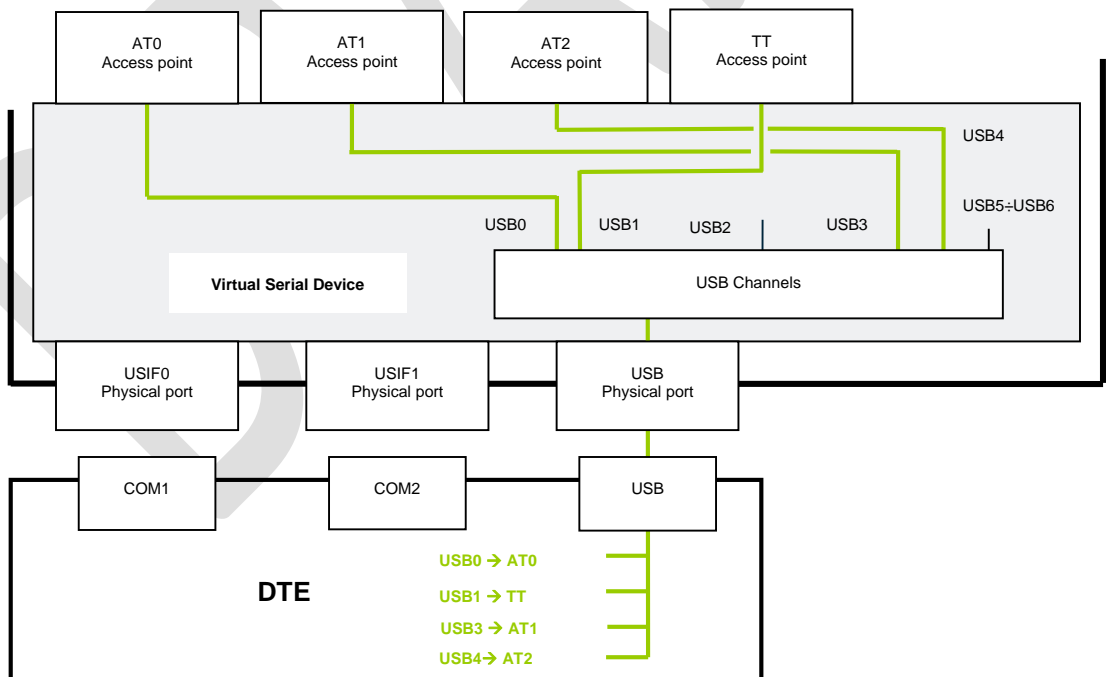 AT0
Access point
AT1
Access point
AT2
Access point
TT
Access point
USB4
USB5÷USB6
USB0
USB1
USB2
USB3
Virtual Serial Device
USB Channels
USIF0
Physical port
USIF1
Physical port
USB
Physical port
COM1
COM2
USB
DTE
USB0 → AT0
USB1 → TT
USB3 → AT1
USB4→ AT2